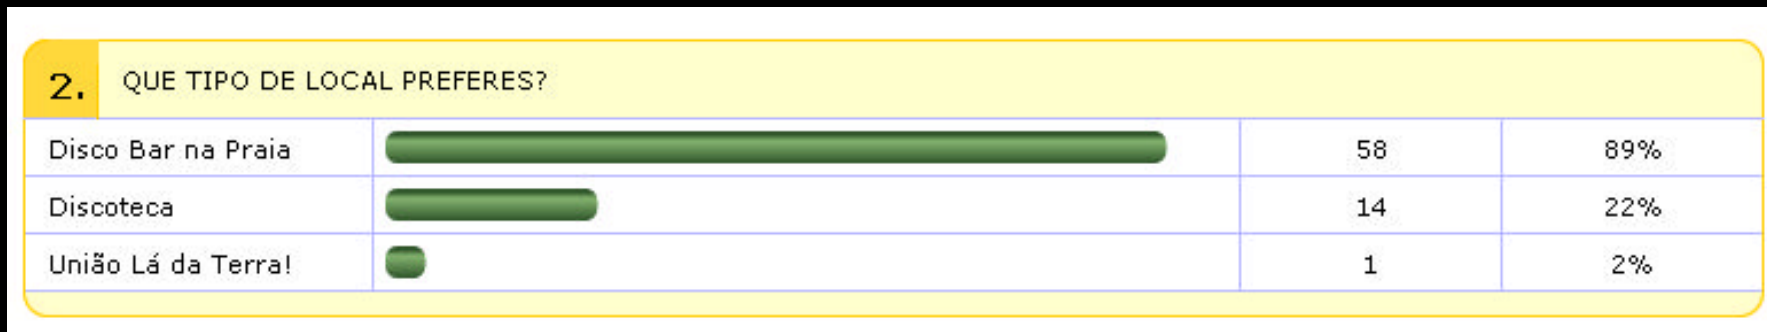 2. QUE TIPO DE LOCAL PREFERES?
Disco Bar na Praia 58 89%
Discoteca 14 22%
União Lá da Terra! 1 2%